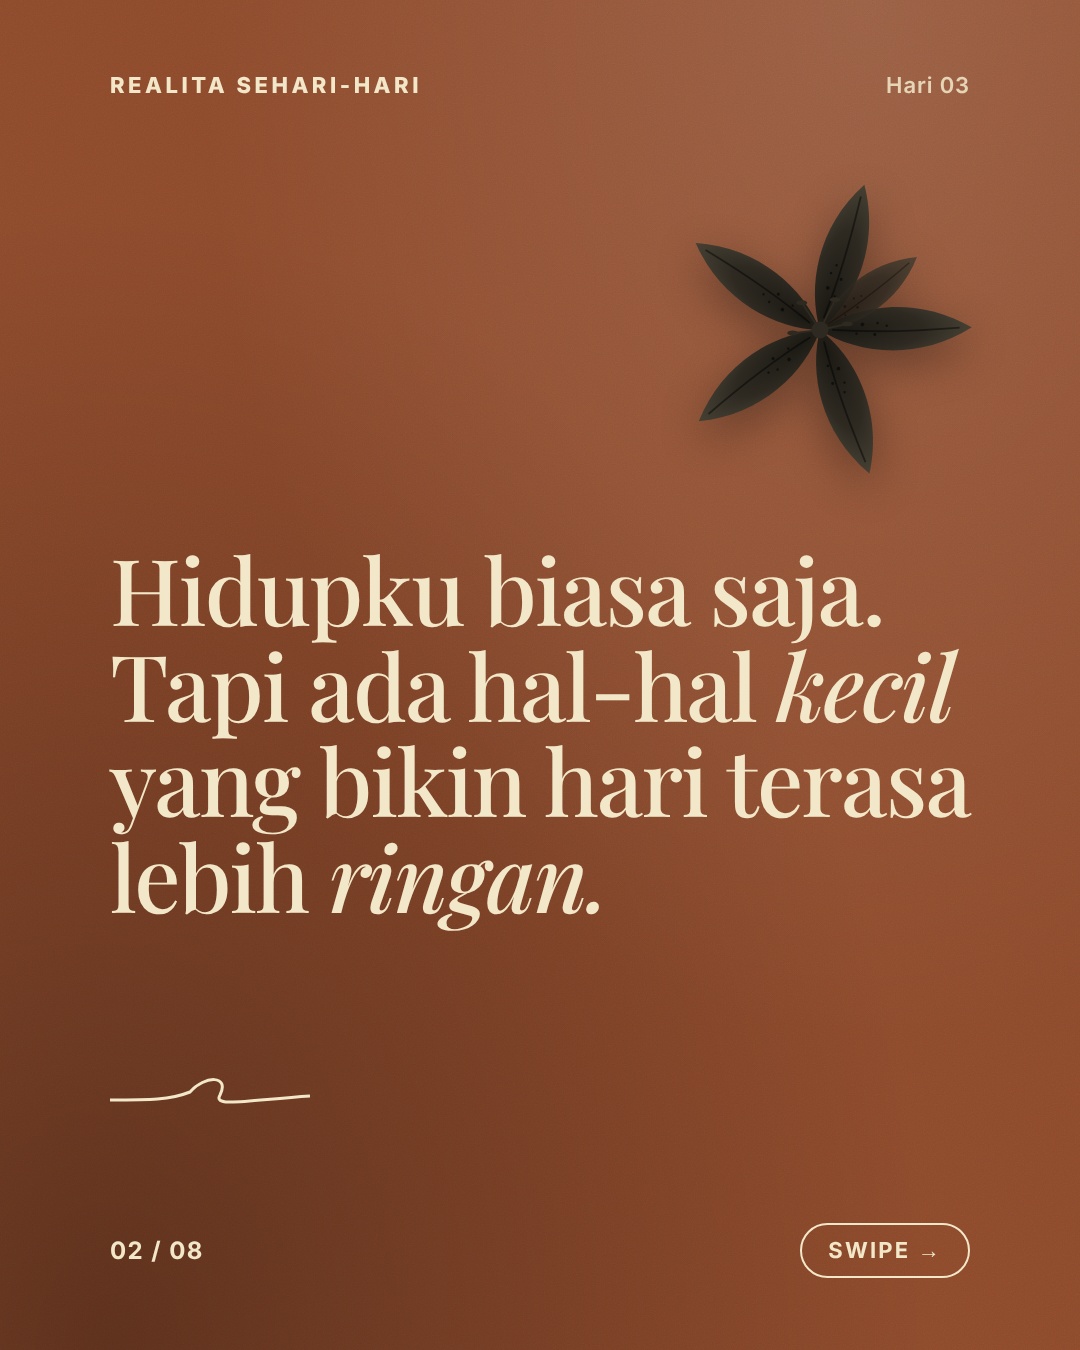 REALITA SEHARI-HARI
Hari 03
Hidupku biasa saja.
Tapi ada hal-hal kecil
yang bikin hari terasa
lebih ringan.
02 / 08
SWIPE →